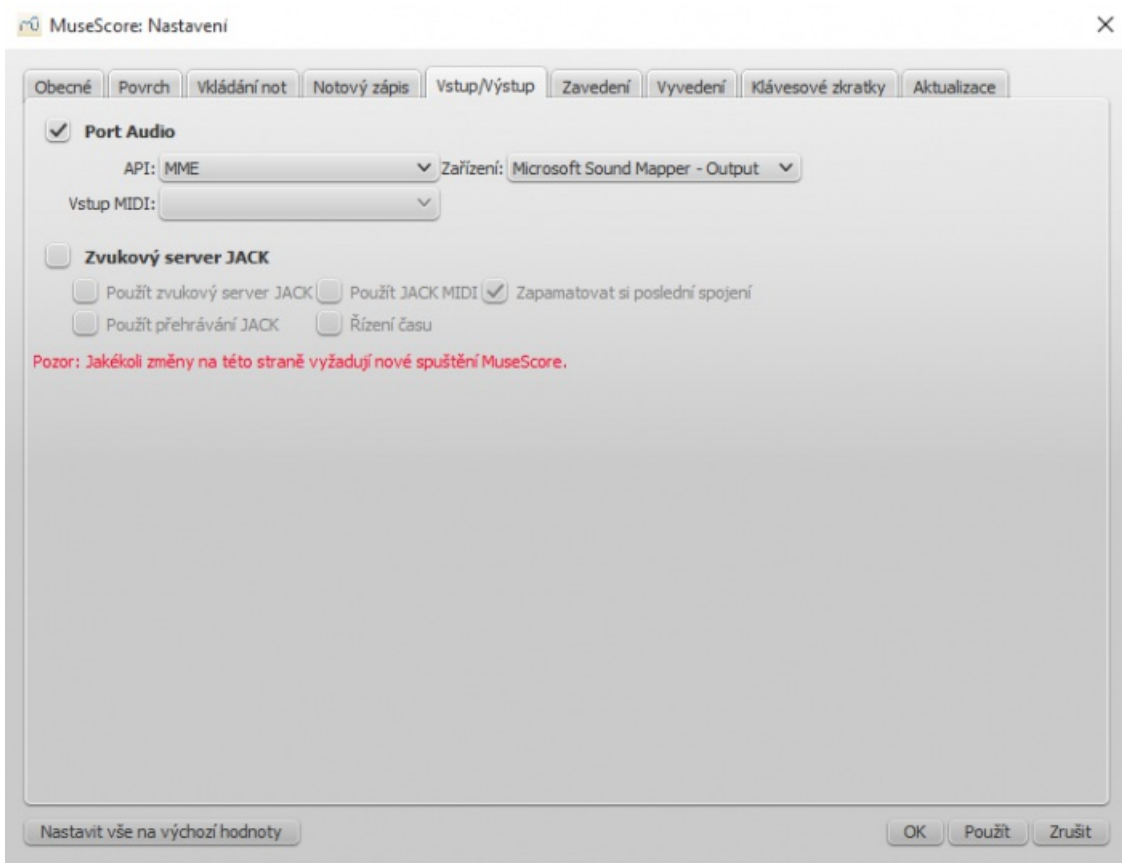 MuseScore: Nastavení
Obecné Povrch Vkládání not Notový zápis Vstup/Výstup Zavedení Vyvedení Klávesové zkratky Aktualizace
Port Audio
API: MME Zařízení: Microsoft Sound Mapper - Output
Vstup MIDI:
Zvukový server JACK
Použít zvukový server JACK Použít JACK MIDI Zapamatovat si poslední spojení
Použít přehrávání JACK Řízení času
Pozor: Jakékoli změny na této straně vyžadují nové spuštění MuseScore.
Nastavit vše na výchozí hodnoty OK Použít Zrušit